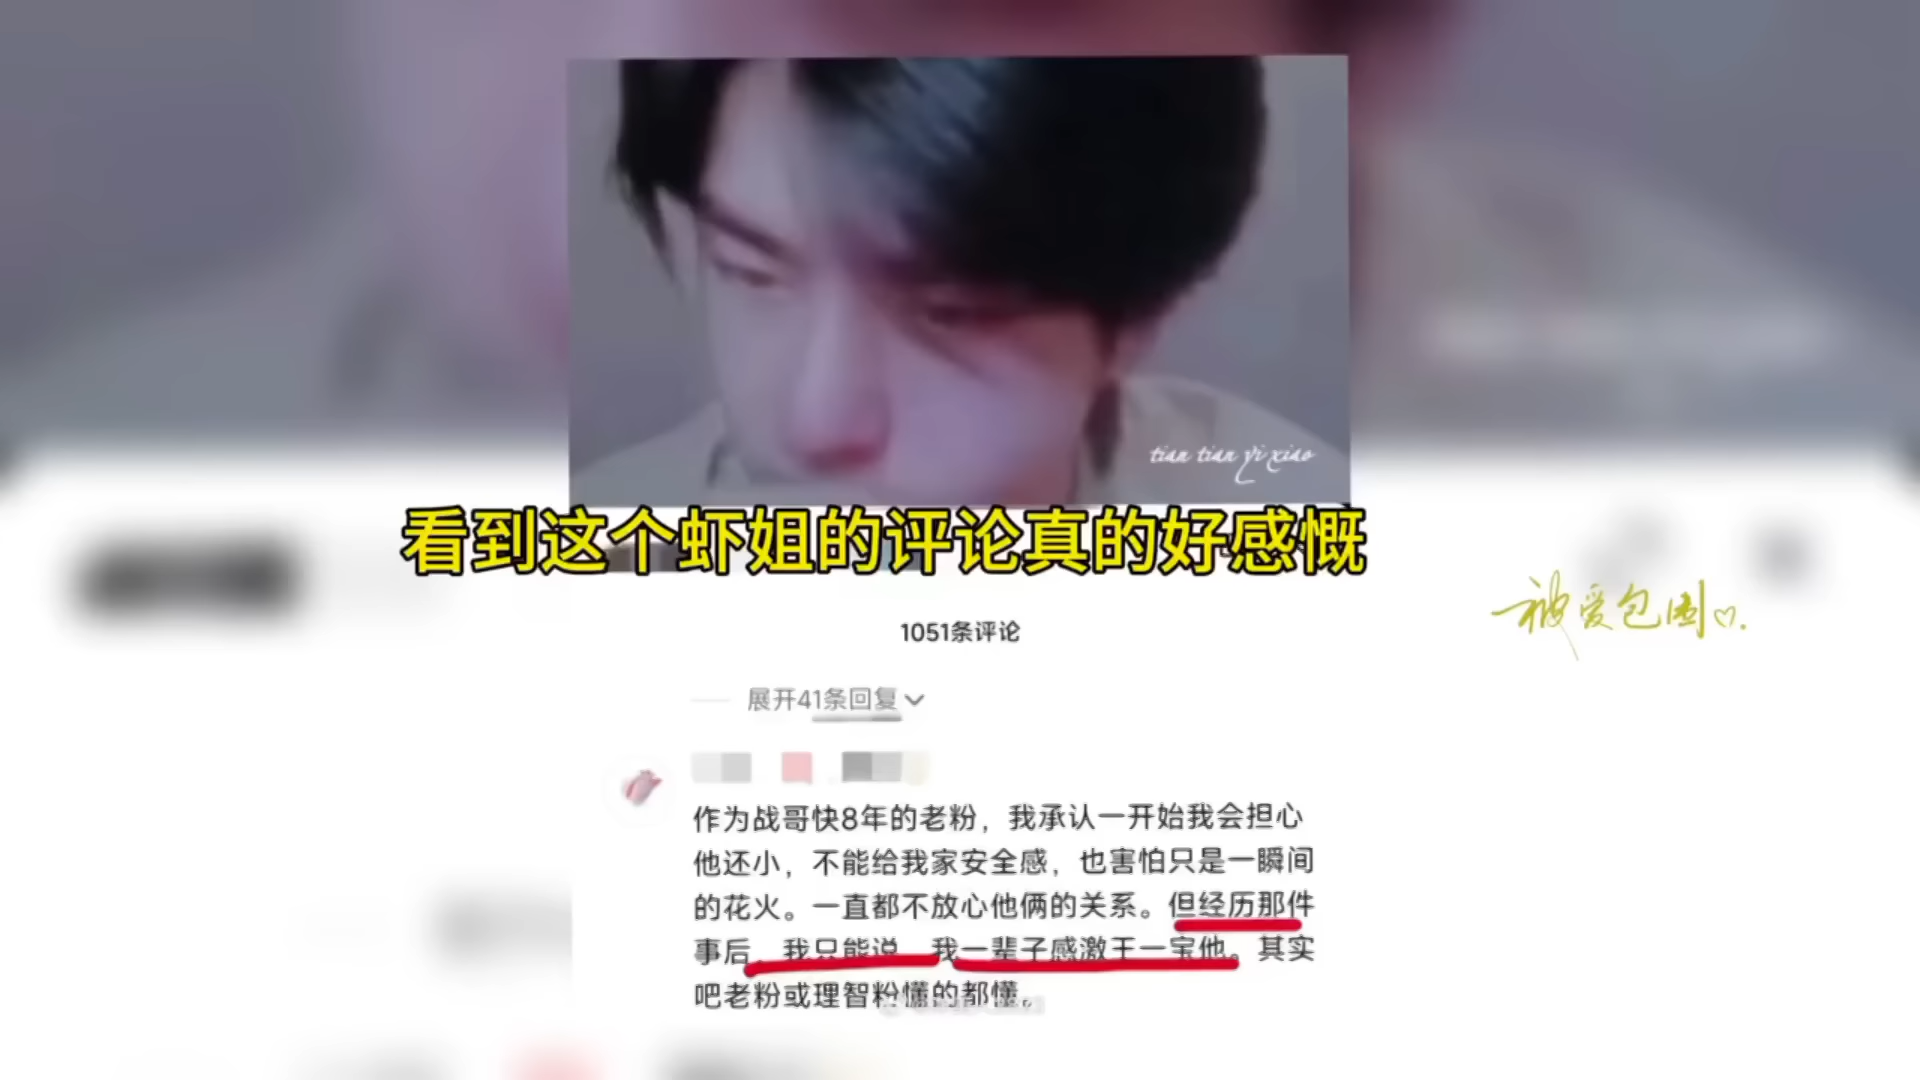 tian tian yi xiao
看到这个虾姐的评论真的好感慨
被爱包围♡.
1051条评论
展开41条回复
作为战哥快8年的老粉，我承认一开始我会担心
他还小，不能给我家安全感，也害怕只是一瞬间
的花火。一直都不放心他俩的关系。但经历那件
事后，我只能说，我一辈子感激王一宝他。其实
吧老粉或理智粉懂的都懂。